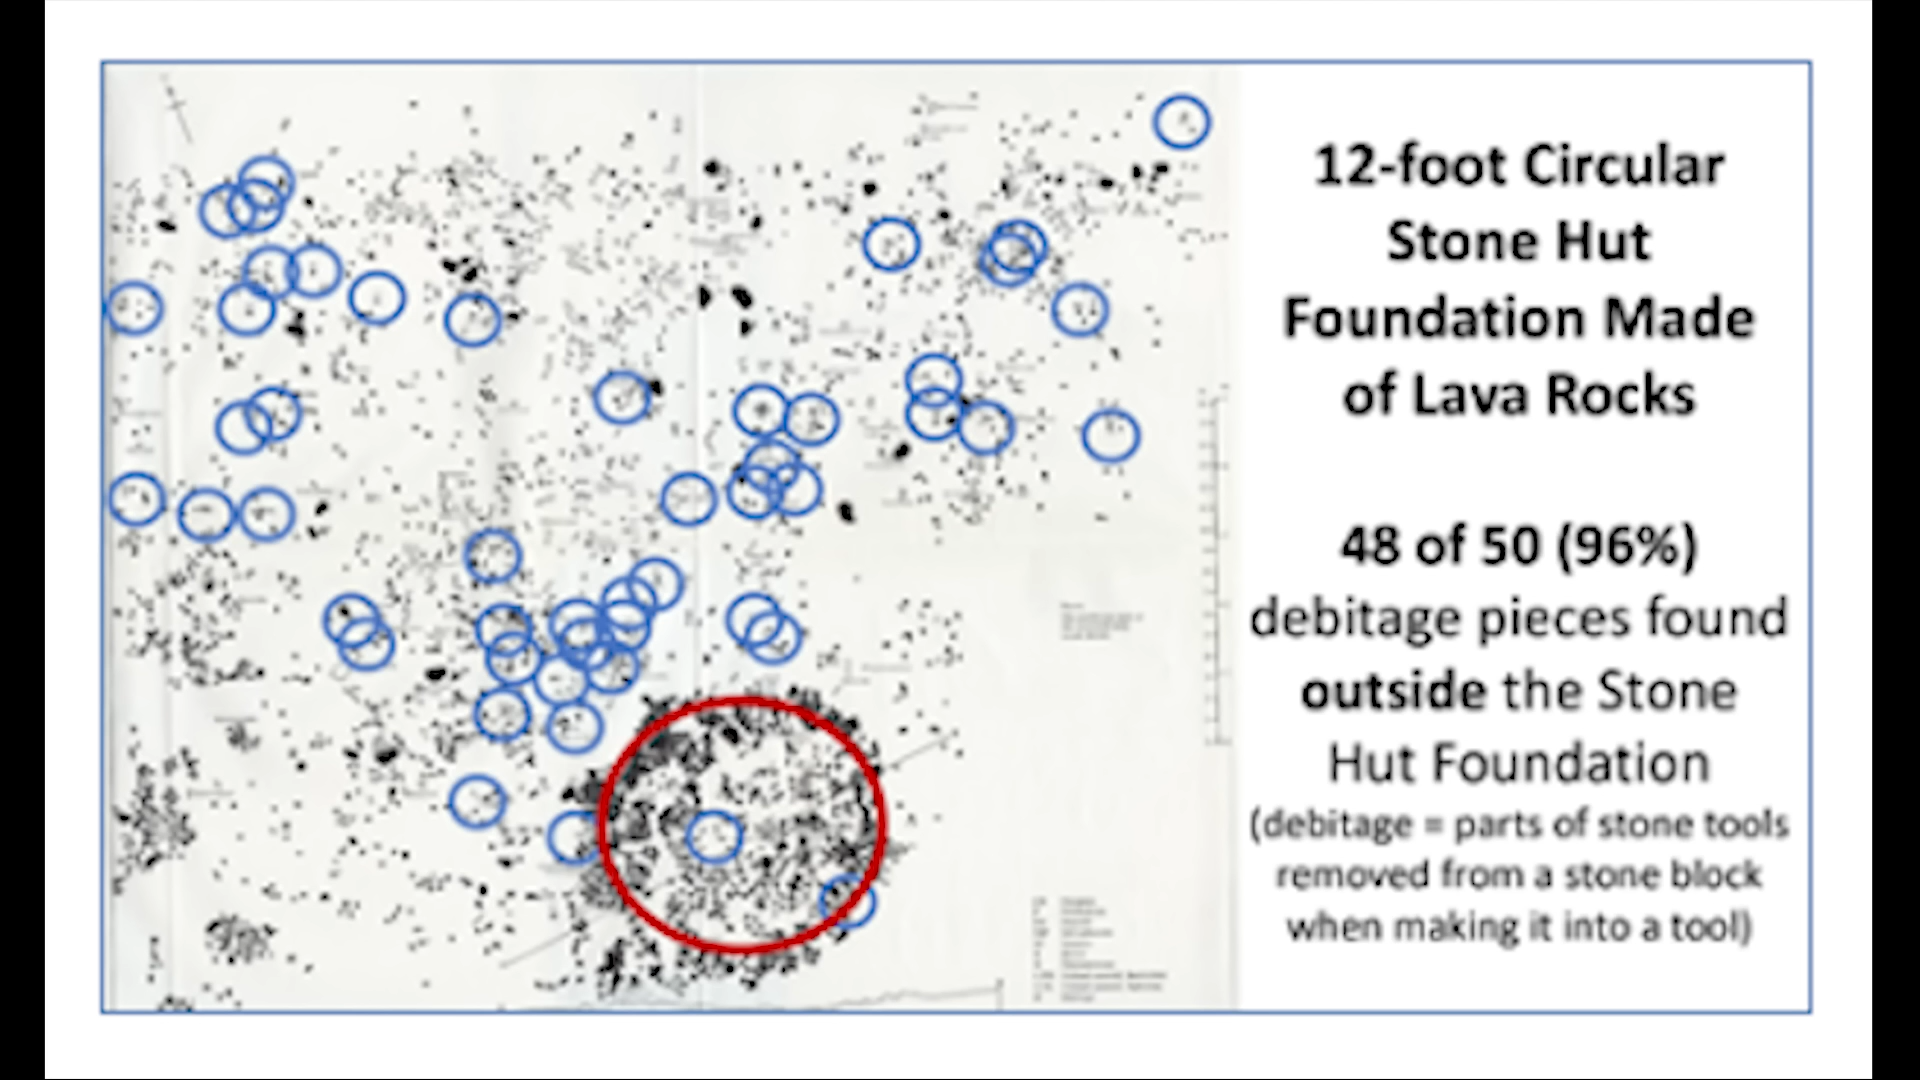 12-foot Circular
Stone Hut
Foundation Made
of Lava Rocks
48 of 50 (96%)
debitage pieces found
outside the Stone
Hut Foundation
(debitage = parts of stone tools
removed from a stone block
when making it into a tool)